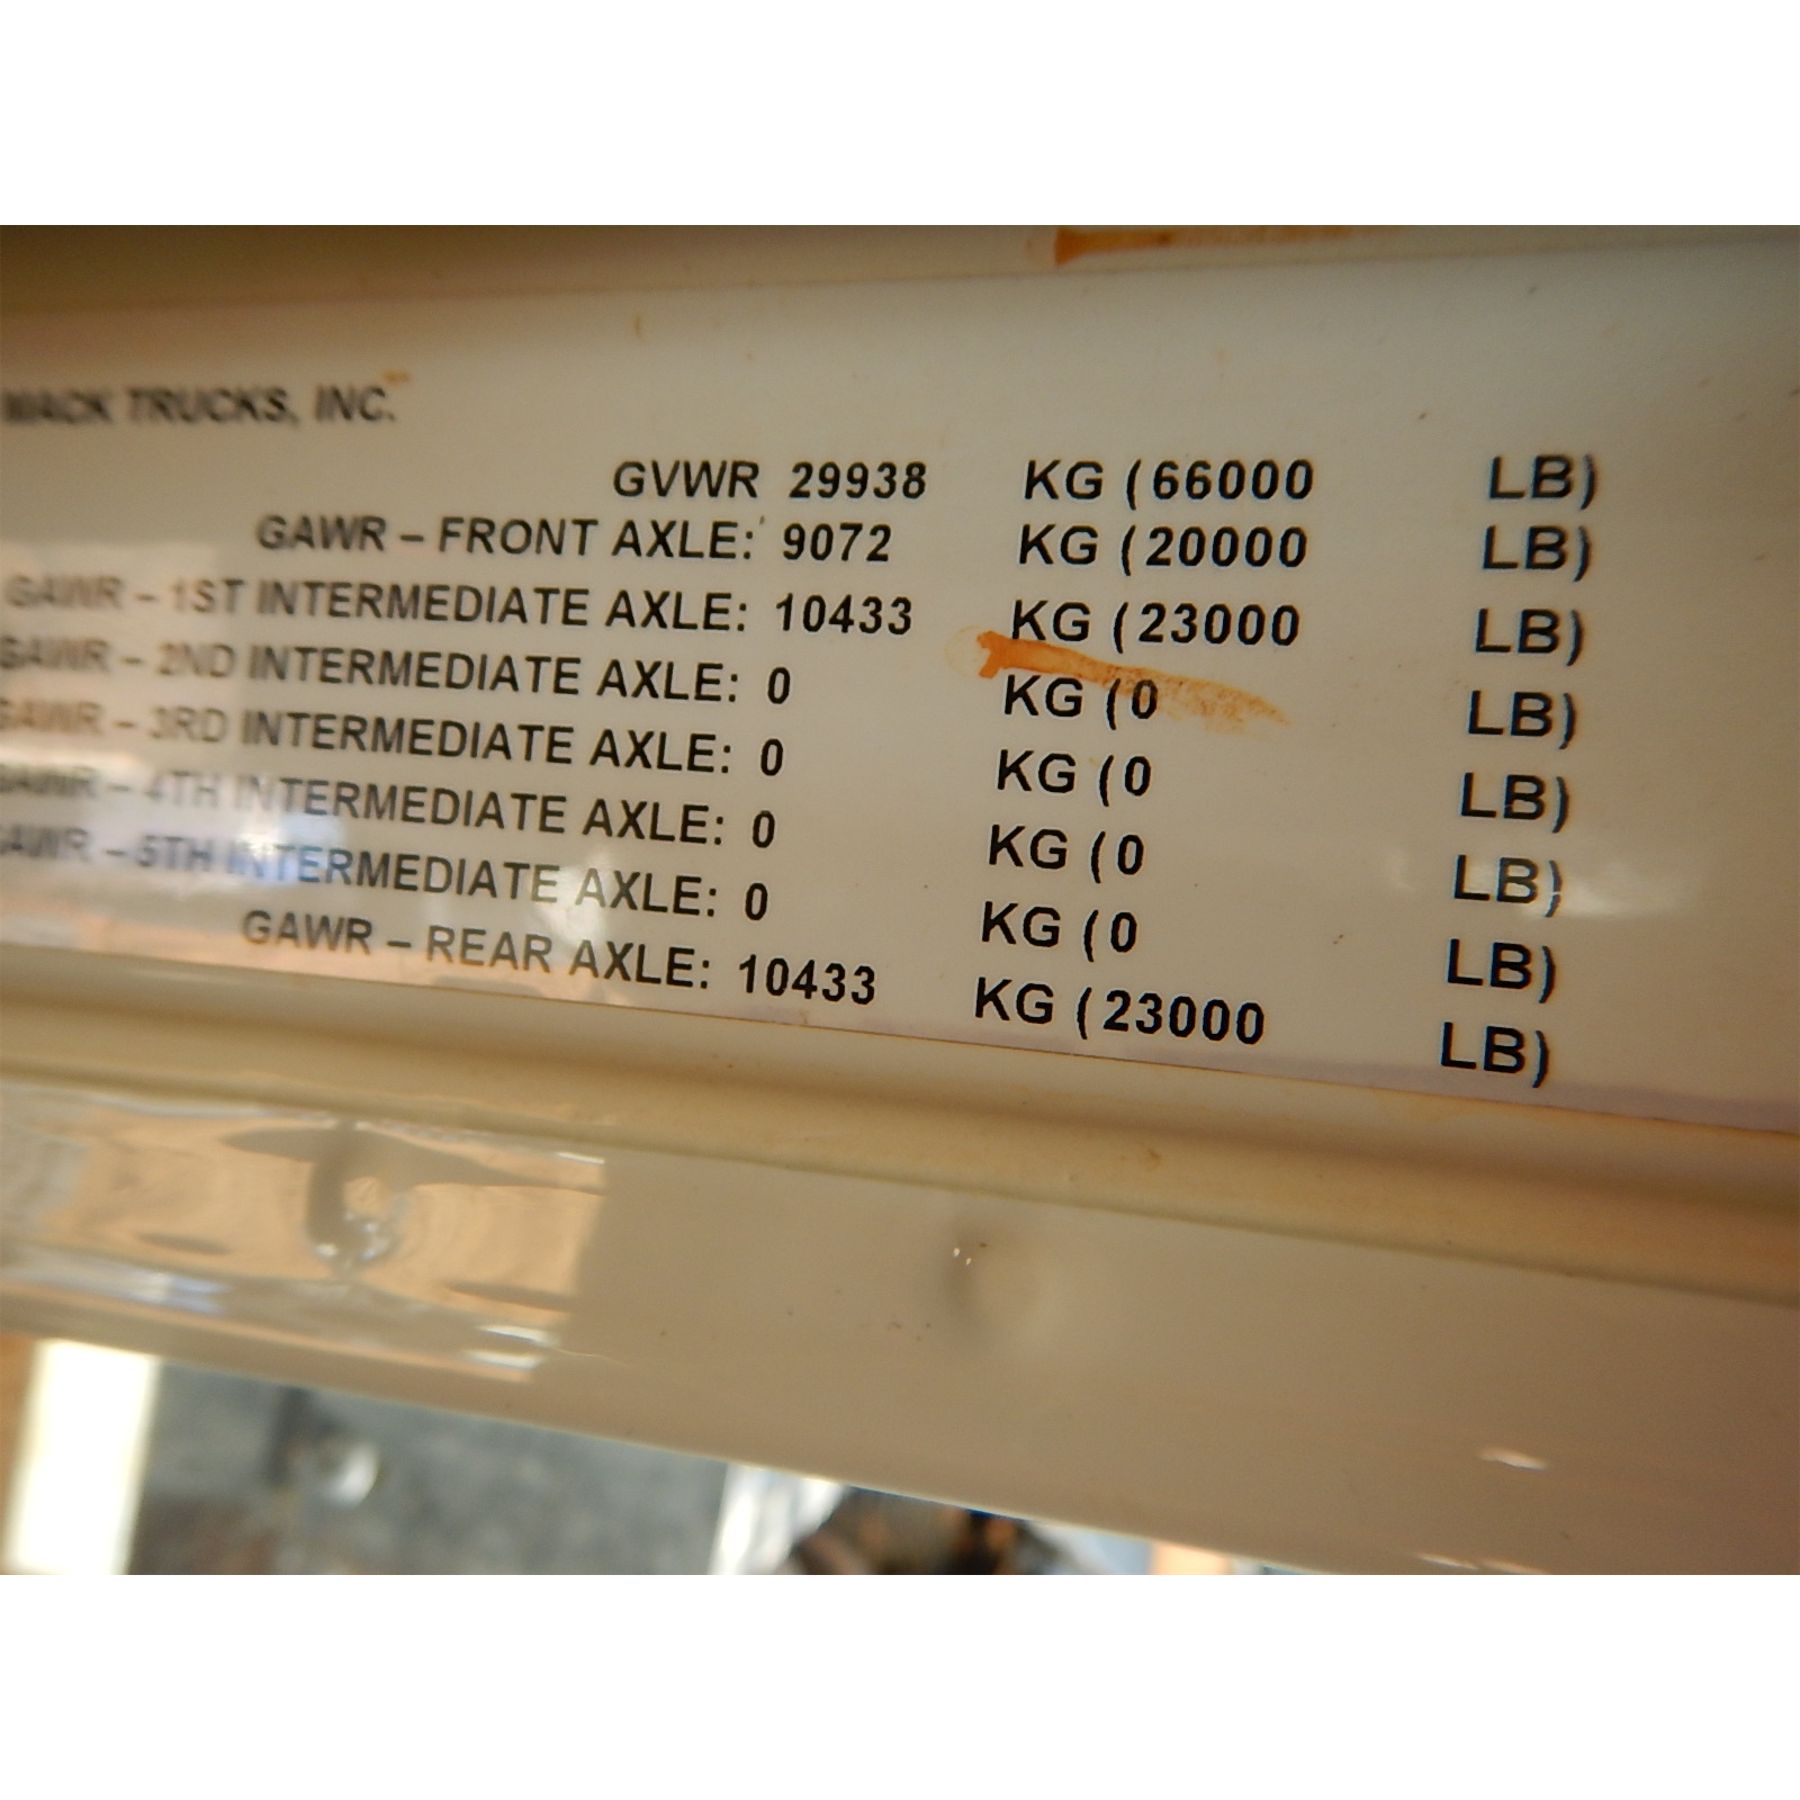 MACK TRUCKS, INC.
GVWR 29938 KG (66000 LB)
GAWR – FRONT AXLE: 9072 KG (20000 LB)
GAWR – 1ST INTERMEDIATE AXLE: 10433 KG (23000 LB)
GAWR – 2ND INTERMEDIATE AXLE: 0 KG (0 LB)
GAWR – 3RD INTERMEDIATE AXLE: 0 KG (0 LB)
GAWR – 4TH INTERMEDIATE AXLE: 0 KG (0 LB)
GAWR – 5TH INTERMEDIATE AXLE: 0 KG (0 LB)
GAWR – REAR AXLE: 10433 KG (23000 LB)